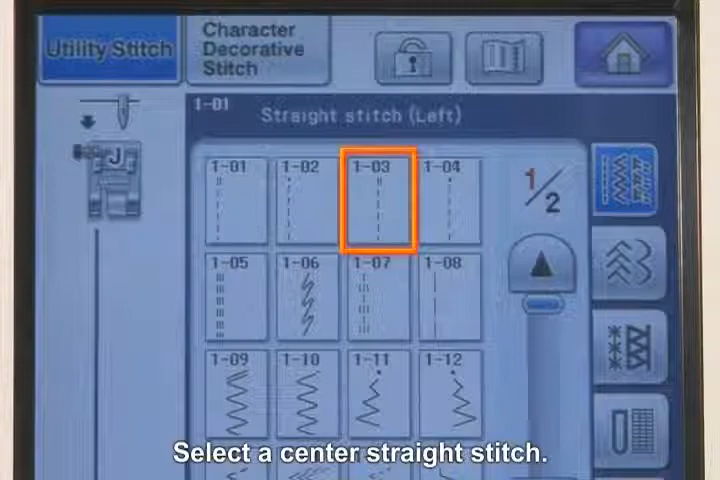 Utility Stitch
Character
Decorative
Stitch
1-01
Straight stitch (Left)
J
1-01
1-02
1-03
1-04
1/2
1-05
1-06
1-07
1-08
1-09
1-10
1-11
1-12
Select a center straight stitch.